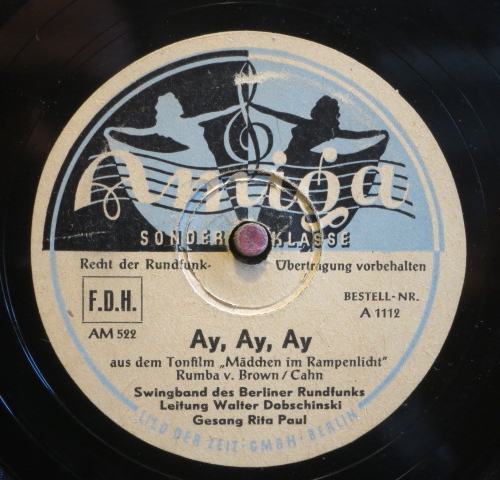 Amiga
SONDER KLASSE
Recht der Rundfunk- Übertragung vorbehalten
F.D.H.
BESTELL-NR.
A 1112
AM 522
Ay, Ay, Ay
aus dem Tonfilm „Mädchen im Rampenlicht"
Rumba v. Brown / Cahn
Swingband des Berliner Rundfunks
Leitung Walter Dobschinski
Gesang Rita Paul
LIED DER ZEIT · GMBH · BERLIN